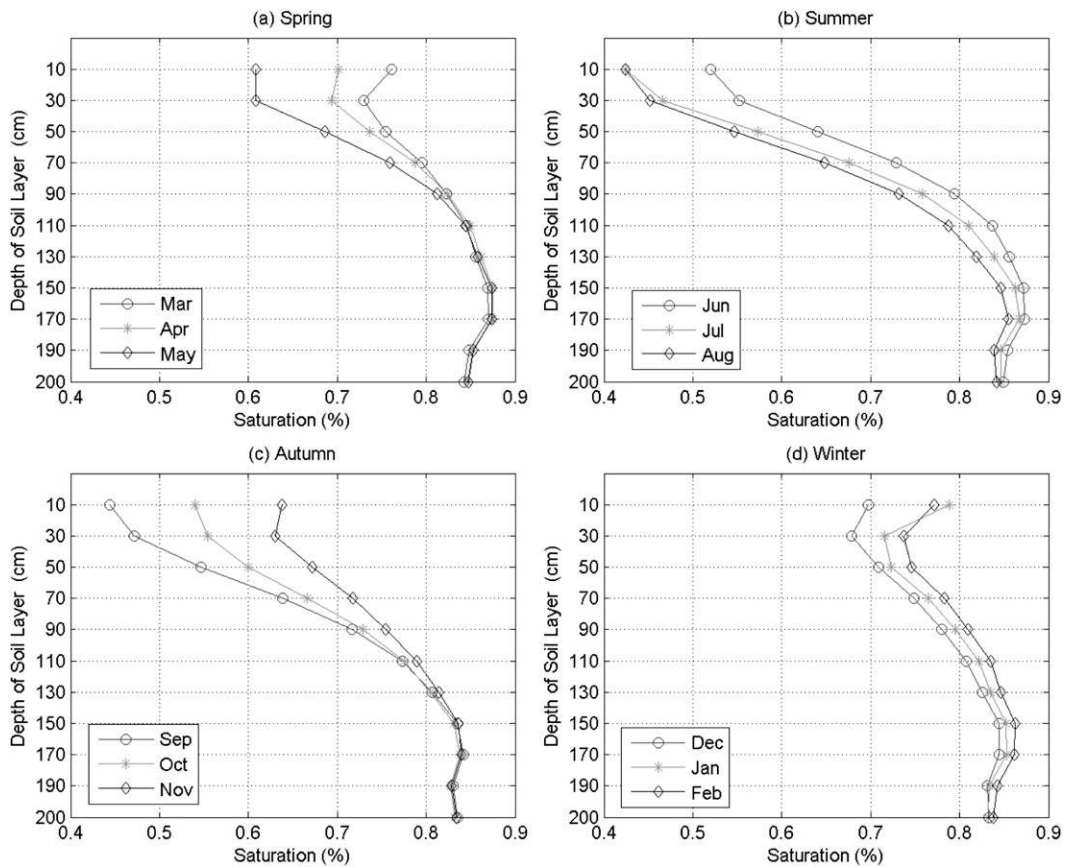 (a) Spring
Depth of Soil Layer (cm)
10
30
50
70
90
110
130
150
170
190
200
Mar
Apr
May
0.4 0.5 0.6 0.7 0.8 0.9
Saturation (%)
(b) Summer
Depth of Soil Layer (cm)
10
30
50
70
90
110
130
150
170
190
200
Jun
Jul
Aug
0.4 0.5 0.6 0.7 0.8 0.9
Saturation (%)
(c) Autumn
Depth of Soil Layer (cm)
10
30
50
70
90
110
130
150
170
190
200
Sep
Oct
Nov
0.4 0.5 0.6 0.7 0.8 0.9
Saturation (%)
(d) Winter
Depth of Soil Layer (cm)
10
30
50
70
90
110
130
150
170
190
200
Dec
Jan
Feb
0.4 0.5 0.6 0.7 0.8 0.9
Saturation (%)